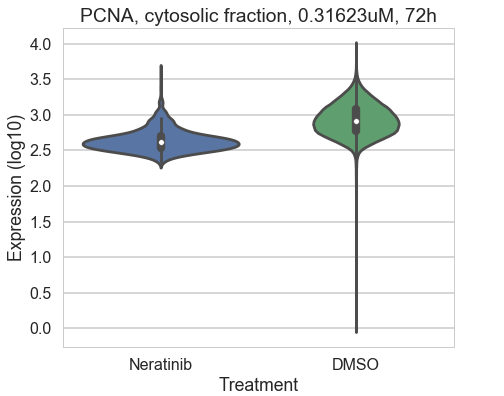 PCNA, cytosolic fraction, 0.31623uM, 72h
4.0
3.5
3.0
2.5
2.0
1.5
1.0
0.5
0.0
Expression (log10)
Neratinib DMSO
Treatment